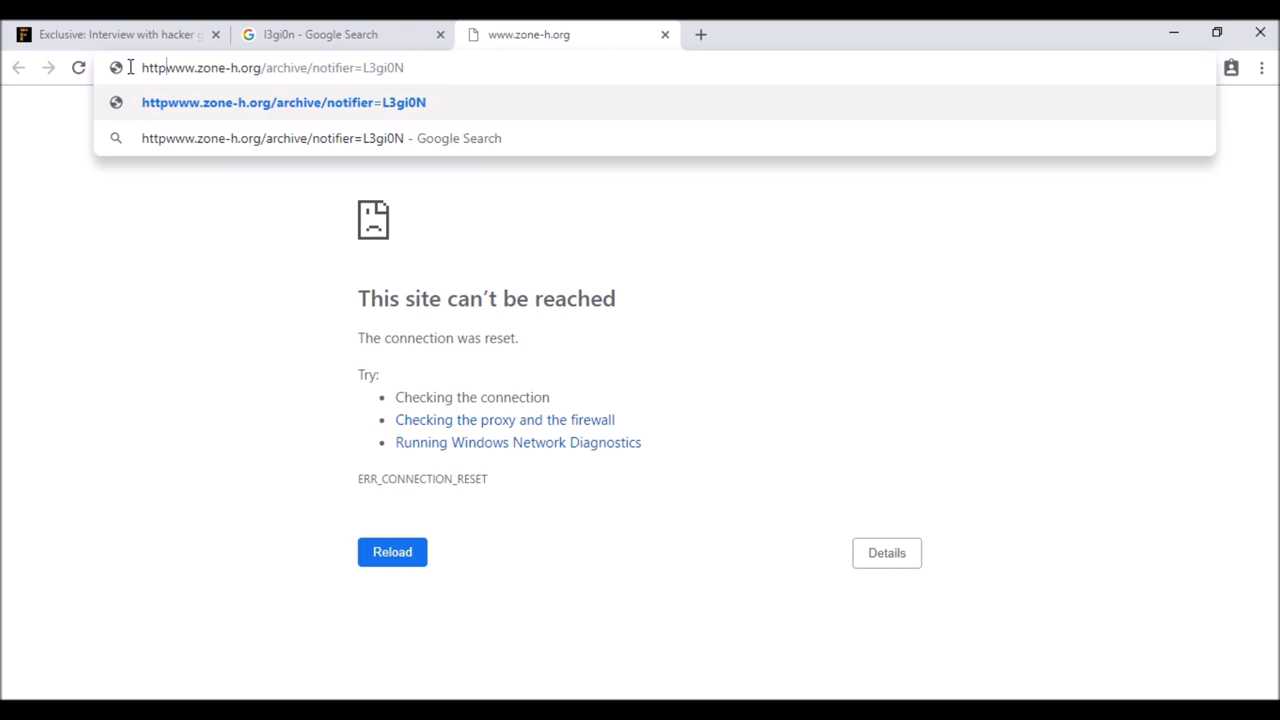 Exclusive: Interview with hacker g
l3gi0n - Google Search
www.zone-h.org
httpwww.zone-h.org/archive/notifier=L3gi0N
httpwww.zone-h.org/archive/notifier=L3gi0N
httpwww.zone-h.org/archive/notifier=L3gi0N - Google Search
This site can’t be reached
The connection was reset.
Try:
• Checking the connection
• Checking the proxy and the firewall
• Running Windows Network Diagnostics
ERR_CONNECTION_RESET
Reload
Details